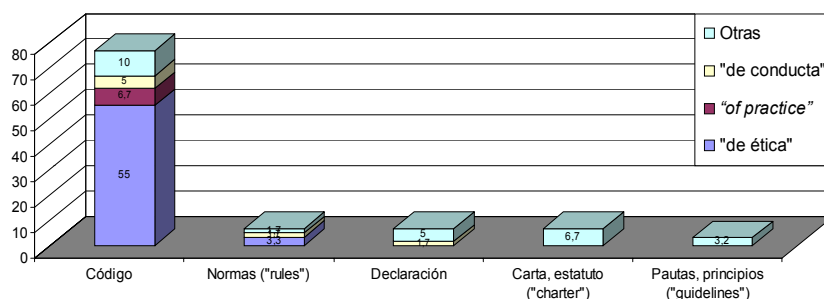 80
70
60
50
40
30
20
10
0
10
5
6,7
55
1,7
3,3
5
1,7
6,7
3,2
Código
Normas ("rules")
Declaración
Carta, estatuto
("charter")
Pautas, principios
("guidelines")
Otras
"de conducta"
“of practice”
"de ética"